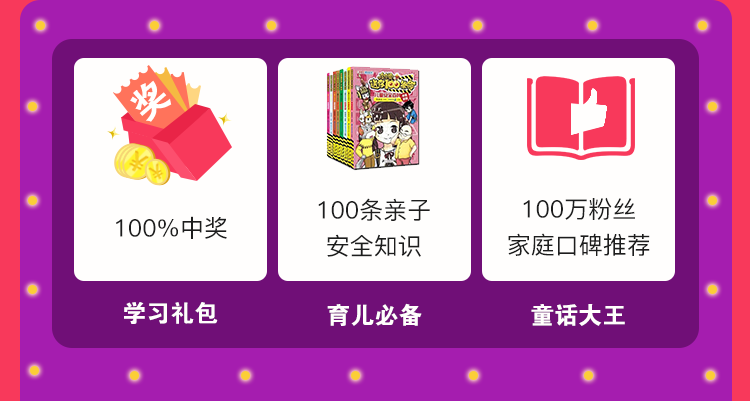 奖
100%中奖
学习礼包
100条亲子
安全知识
育儿必备
100万粉丝
家庭口碑推荐
童话大王